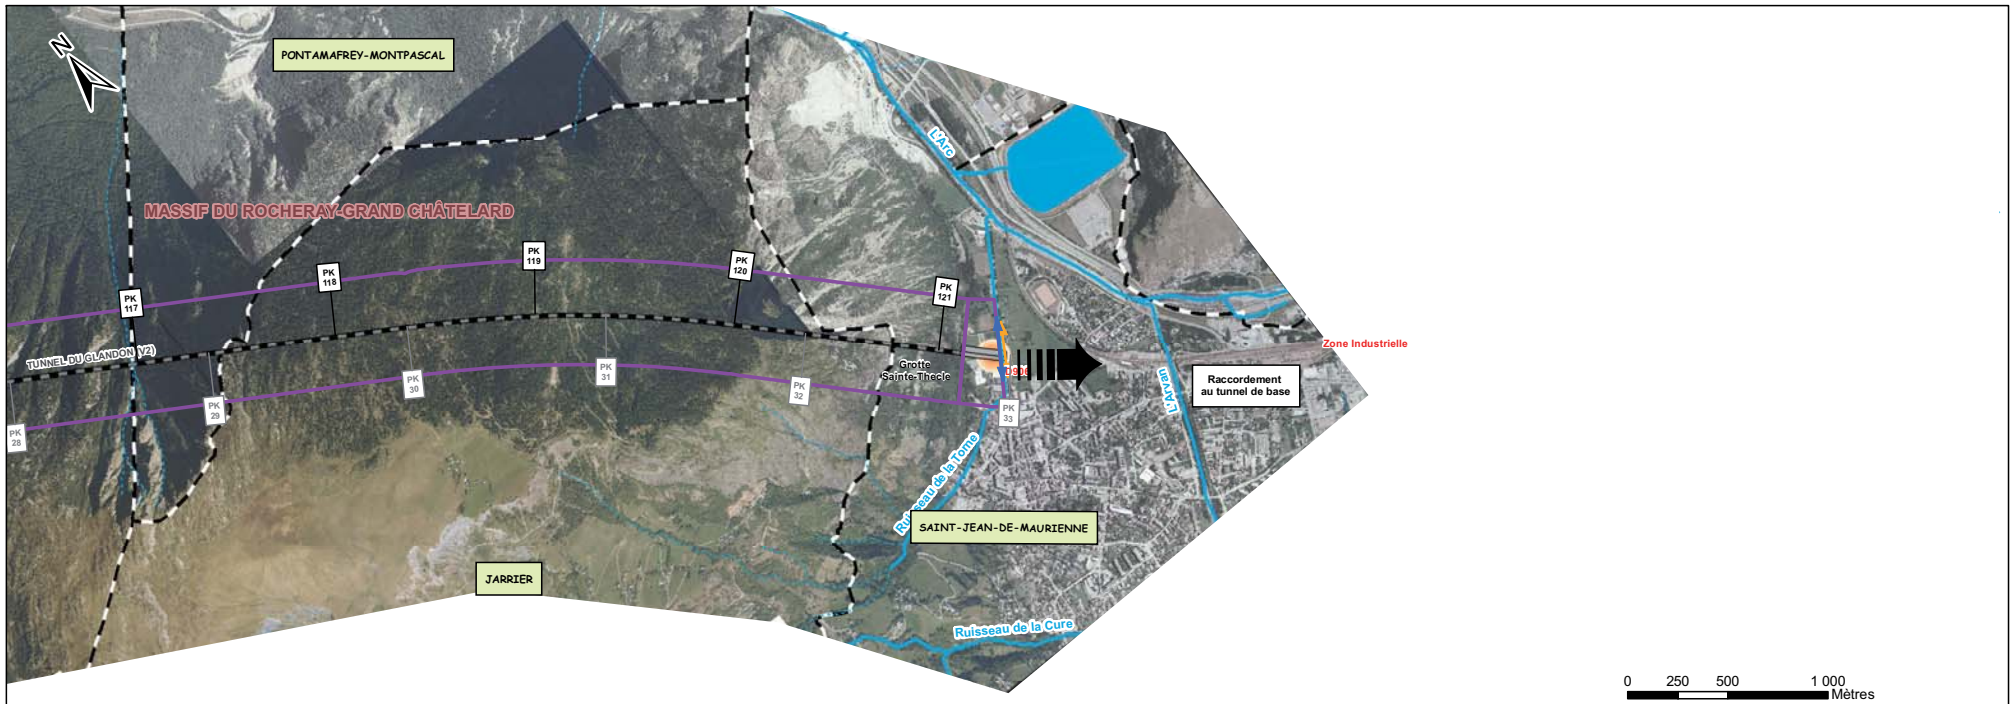 N
PONTAMAFREY-MONTPASCAL
L'Arc
MASSIF DU ROCHERAY-GRAND CHÂTELARD
PK
117
PK
118
PK
119
PK
120
PK
121
TUNNEL DU GLANDON (V2)
Grotte
Sainte-Thècle
Zone Industrielle
Raccordement
au tunnel de base
L'Arvan
PK
28
PK
29
PK
30
PK
31
PK
32
PK
33
D906
Ruisseau de la Torne
SAINT-JEAN-DE-MAURIENNE
JARRIER
Ruisseau de la Cure
0 250 500 1 000
Mètres